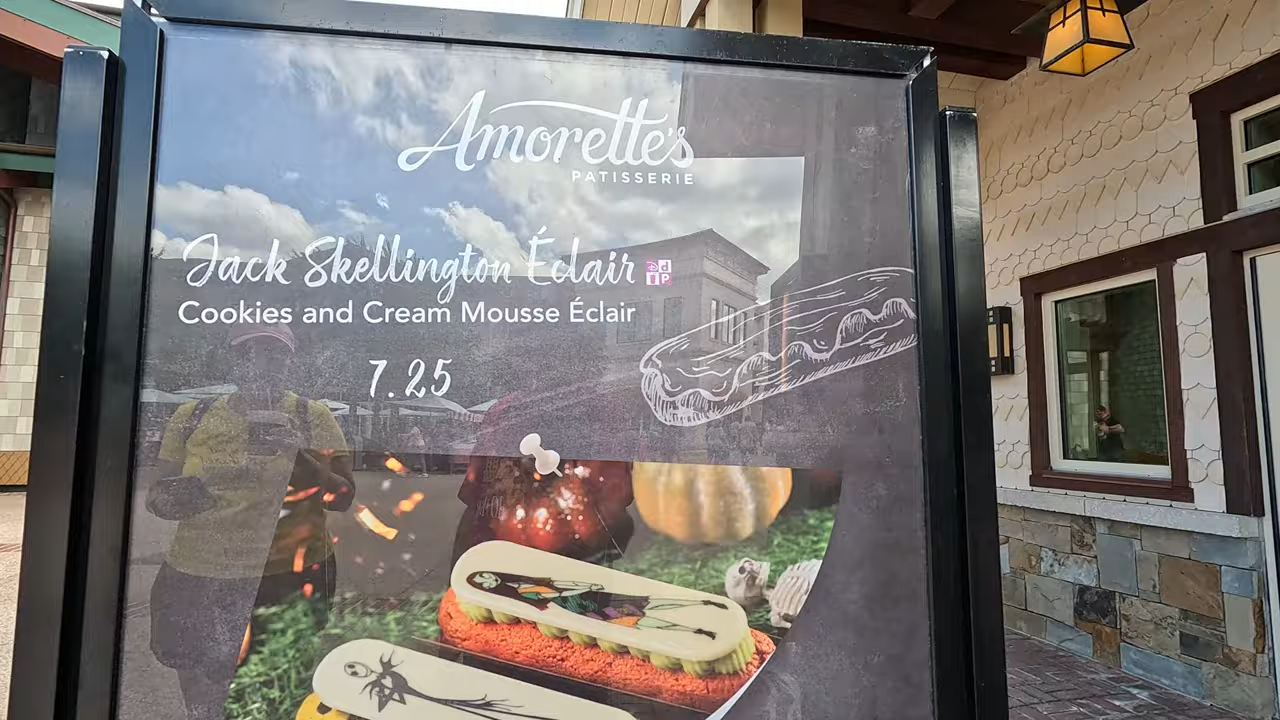 Amorette's
PATISSERIE
Jack Skellington Éclair
Cookies and Cream Mousse Éclair
7.25